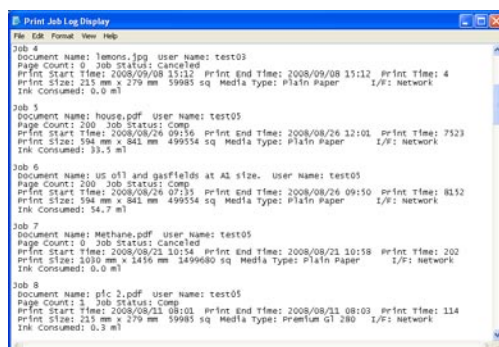 Print Job Log Display
File Edit Format View Help
Job 4
Document Name: lemons.jpg User Name: test03
Page Count: 0 Job Status: Canceled
Print Start Time: 2008/09/08 15:12 Print End Time: 2008/09/08 15:12 Print Time: 4
Print Size: 215 mm x 279 mm 59985 sq Media Type: Plain Paper I/F: Network
Ink Consumed: 0.0 ml
Job 5
Document Name: house.pdf User Name: test05
Page Count: 200 Job Status: Comp
Print Start Time: 2008/08/26 09:56 Print End Time: 2008/08/26 12:01 Print Time: 7523
Print Size: 594 mm x 841 mm 499554 sq Media Type: Plain Paper I/F: Network
Ink Consumed: 33.5 ml
Job 6
Document Name: US oil and gasfields at A1 size. User Name: test05
Page Count: 200 Job Status: Comp
Print Start Time: 2008/08/26 07:35 Print End Time: 2008/08/26 09:50 Print Time: 8152
Print Size: 594 mm x 841 mm 499554 sq Media Type: Plain Paper I/F: Network
Ink Consumed: 54.7 ml
Job 7
Document Name: Methane.pdf User Name: test05
Page Count: 0 Job Status: Canceled
Print Start Time: 2008/08/21 10:54 Print End Time: 2008/08/21 10:58 Print Time: 202
Print Size: 1030 mm x 1456 mm 1499680 sq Media Type: Plain Paper I/F: Network
Ink Consumed: 0.0 ml
Job 8
Document Name: pic 2.pdf User Name: test05
Page Count: 1 Job Status: Comp
Print Start Time: 2008/08/11 08:01 Print End Time: 2008/08/11 08:03 Print Time: 114
Print Size: 215 mm x 279 mm 59985 sq Media Type: Premium Gl 280 I/F: Network
Ink Consumed: 0.3 ml